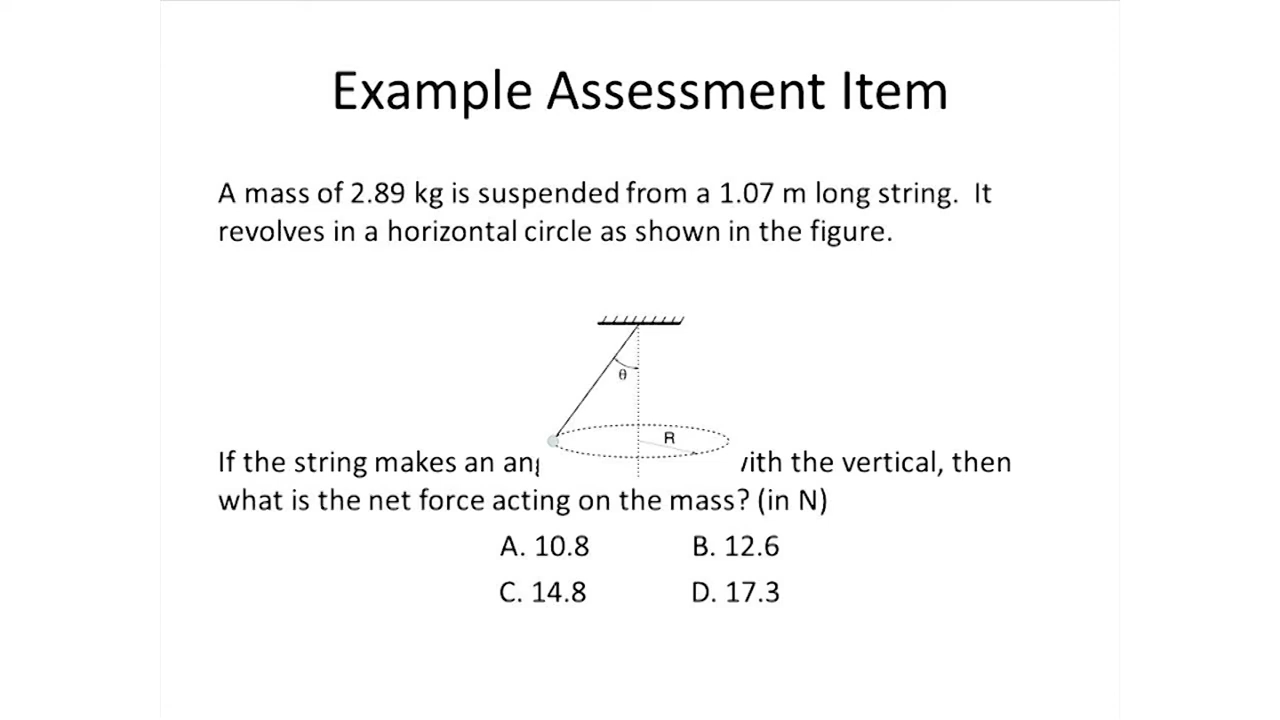 Example Assessment Item
A mass of 2.89 kg is suspended from a 1.07 m long string. It
revolves in a horizontal circle as shown in the figure.
θ
R
If the string makes an with the vertical, then
what is the net force acting on the mass? (in N)
A. 10.8 B. 12.6
C. 14.8 D. 17.3